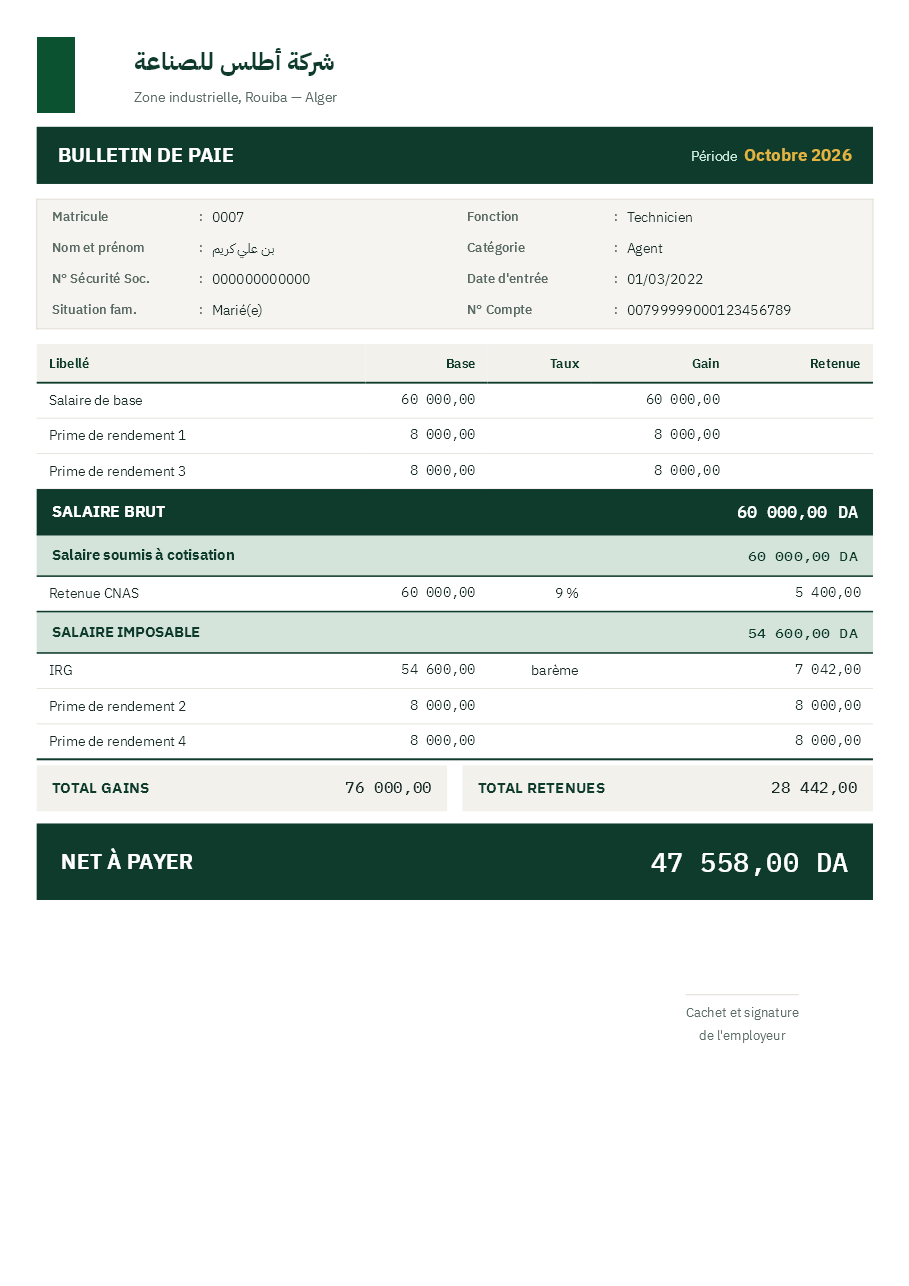 شركة أطلس للصناعة
Zone industrielle, Rouiba — Alger
BULLETIN DE PAIE Période Octobre 2026
Matricule : 0007 Fonction : Technicien
Nom et prénom : بن علي كريم Catégorie : Agent
N° Sécurité Soc. : 000000000000 Date d'entrée : 01/03/2022
Situation fam. : Marié(e) N° Compte : 00799999000123456789
Libellé Base Taux Gain Retenue
Salaire de base 60 000,00 60 000,00
Prime de rendement 1 8 000,00 8 000,00
Prime de rendement 3 8 000,00 8 000,00
SALAIRE BRUT 60 000,00 DA
Salaire soumis à cotisation 60 000,00 DA
Retenue CNAS 60 000,00 9 % 5 400,00
SALAIRE IMPOSABLE 54 600,00 DA
IRG 54 600,00 barème 7 042,00
Prime de rendement 2 8 000,00 8 000,00
Prime de rendement 4 8 000,00 8 000,00
TOTAL GAINS 76 000,00 TOTAL RETENUES 28 442,00
NET À PAYER 47 558,00 DA
Cachet et signature
de l'employeur